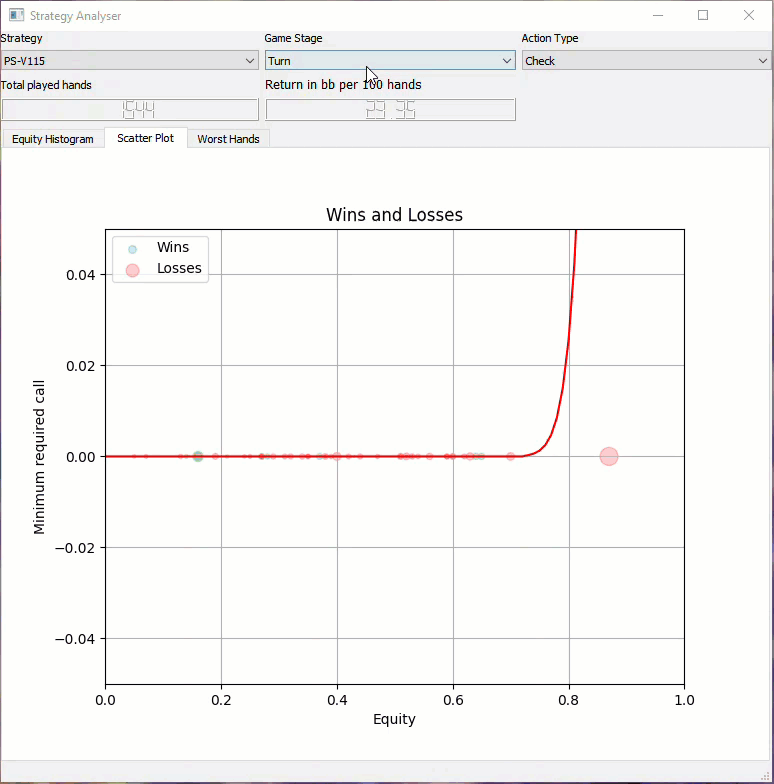 Strategy Analyser
Strategy Game Stage Action Type
PS-V115 Turn Check
Total played hands Return in bb per 100 hands
1644 23.35
Equity Histogram Scatter Plot Worst Hands
Wins and Losses
Wins
Losses
0.04
0.02
0.00
−0.02
−0.04
Minimum required call
0.0 0.2 0.4 0.6 0.8 1.0
Equity